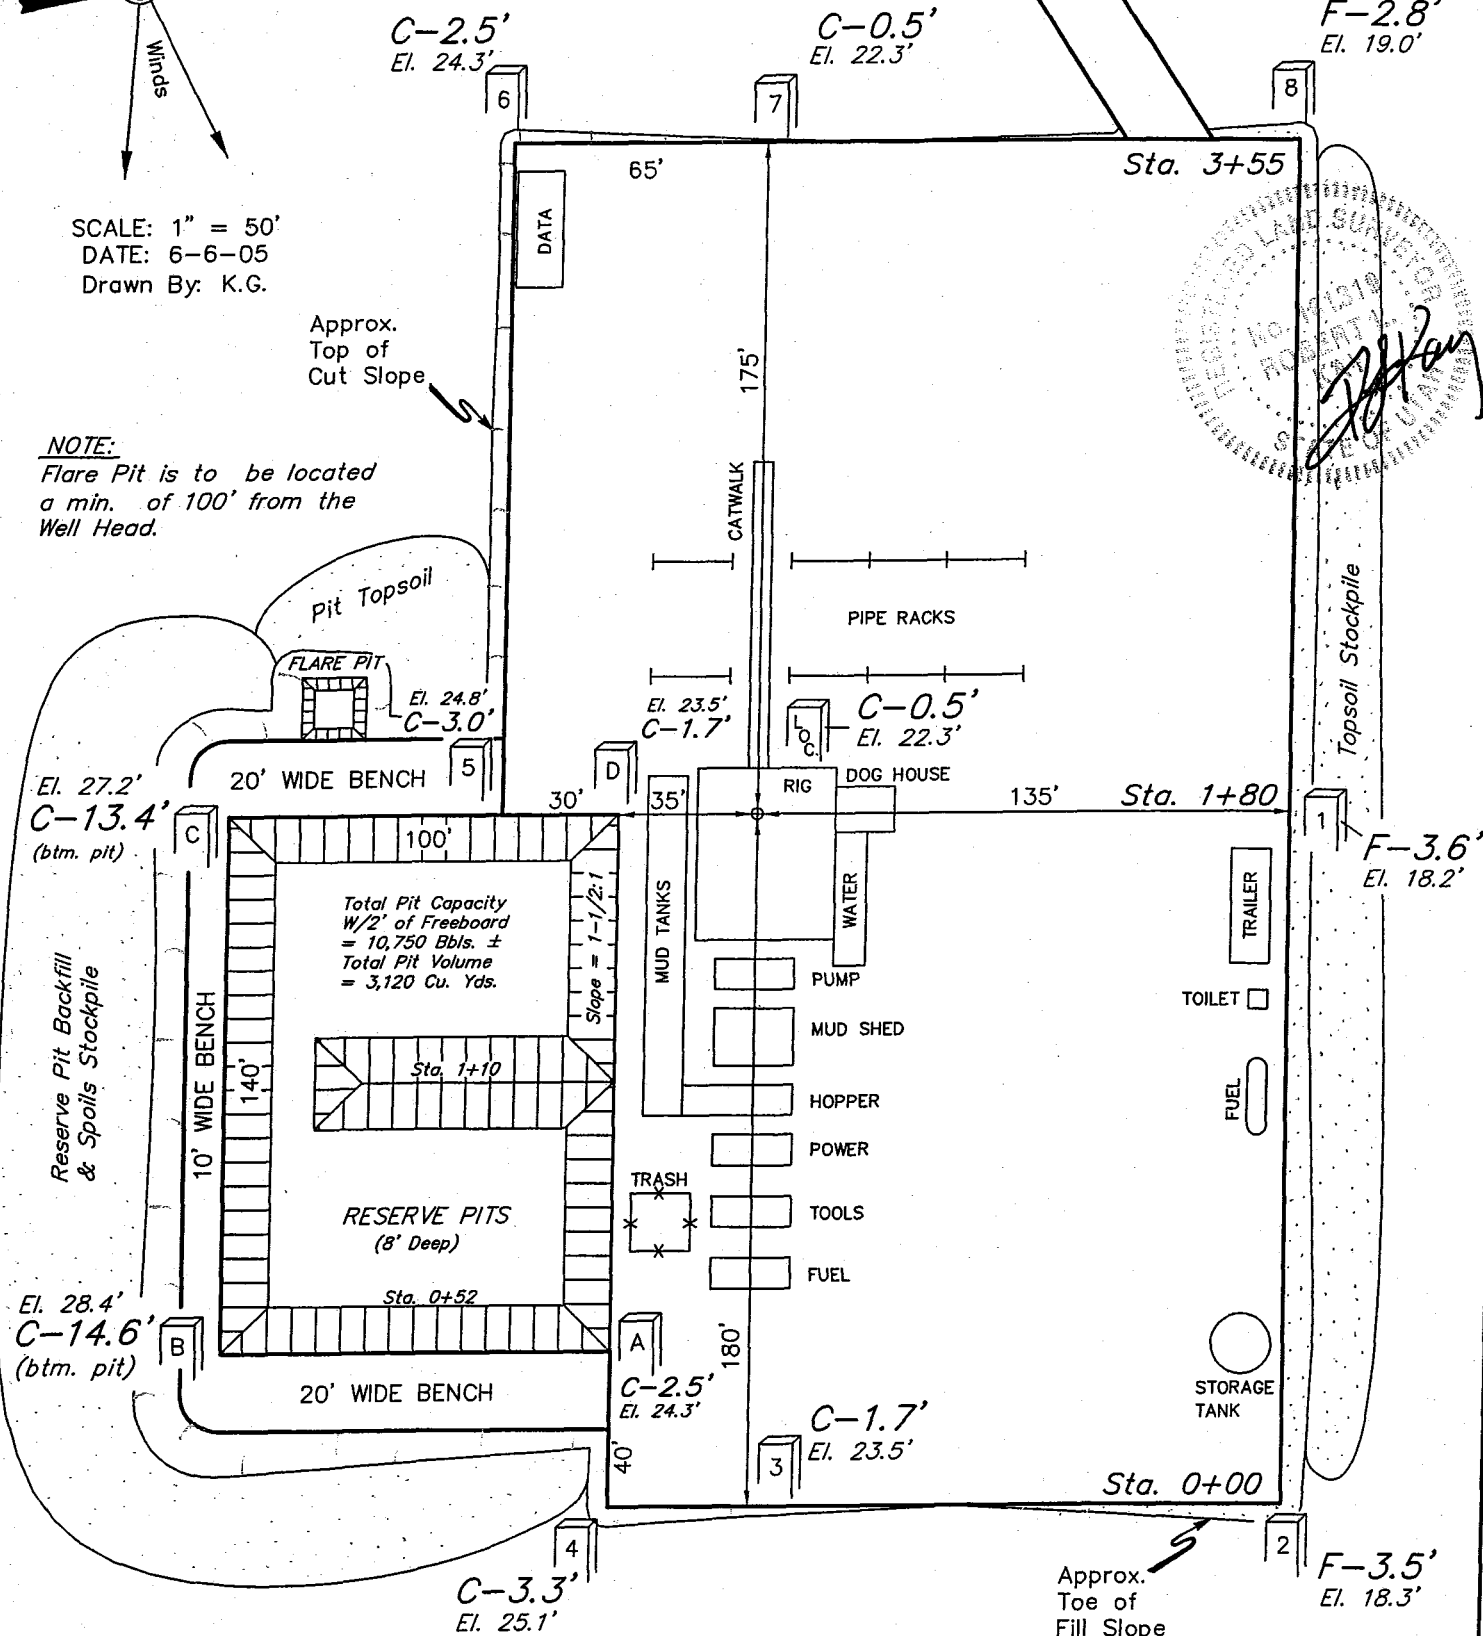 C-2.5'
El. 24.3'
C-0.5'
El. 22.3'
F-2.8'
El. 19.0'
Winds
6
7
8
65'
Sta. 3+55
SCALE: 1" = 50'
DATE: 6-6-05
Drawn By: K.G.
DATA
REGISTERED LAND SURVEYOR
No. 161319
ROBERT L.
STATE OF UTAH
Approx.
Top of
Cut Slope
175'
NOTE:
Flare Pit is to be located
a min. of 100' from the
Well Head.
CATWALK
Pit Topsoil
PIPE RACKS
Topsoil Stockpile
FLARE PIT
El. 24.8'
C-3.0'
El. 23.5'
C-1.7'
LOC.
C-0.5'
El. 22.3'
5
D
20' WIDE BENCH
RIG
DOG HOUSE
El. 27.2'
C-13.4'
(btm. pit)
C
30'
35'
135'
Sta. 1+80
1
F-3.6'
El. 18.2'
100'
Total Pit Capacity
W/2' of Freeboard
= 10,750 Bbls. ±
Total Pit Volume
= 3,120 Cu. Yds.
Slope = 1-1/2:1
MUD TANKS
WATER
TRAILER
PUMP
TOILET
MUD SHED
Reserve Pit Backfill
& Spoils Stockpile
10' WIDE BENCH
140'
Sta. 1+10
HOPPER
FUEL
POWER
TRASH
TOOLS
RESERVE PITS
(8' Deep)
FUEL
Sta. 0+52
El. 28.4'
C-14.6'
(btm. pit)
B
A
180'
20' WIDE BENCH
C-2.5'
El. 24.3'
STORAGE
TANK
C-1.7'
El. 23.5'
40'
3
Sta. 0+00
4
2
C-3.3'
El. 25.1'
Approx.
Toe of
Fill Slope
F-3.5'
El. 18.3'